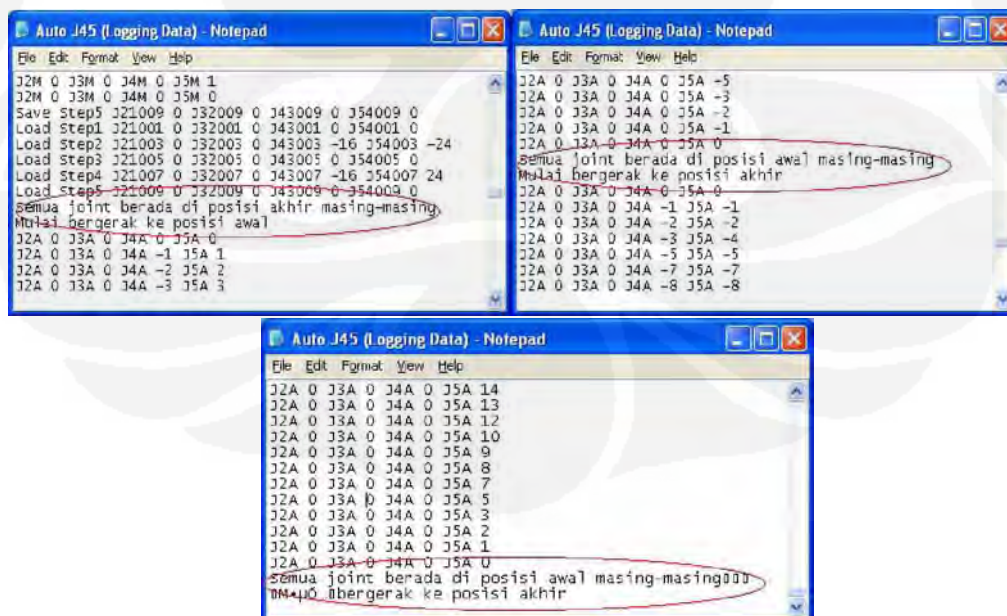 Auto J45 (Logging Data) - Notepad
File Edit Format View Help
J2M 0 J3M 0 J4M 0 J5M 1
J2M 0 J3M 0 J4M 0 J5M 0
Save Step5 J21009 0 J32009 0 J43009 0 J54009 0
Load Step1 J21001 0 J32001 0 J43001 0 J54001 0
Load Step2 J21003 0 J32003 0 J43003 -16 J54003 -24
Load Step3 J21005 0 J32005 0 J43005 0 J54005 0
Load Step4 J21007 0 J32007 0 J43007 -16 J54007 24
Load Step5 J21009 0 J32009 0 J43009 0 J54009 0
Semua joint berada di posisi akhir masing-masing
Mulai bergerak ke posisi awal
J2A 0 J3A 0 J4A 0 J5A 0
J2A 0 J3A 0 J4A -1 J5A 1
J2A 0 J3A 0 J4A -2 J5A 2
J2A 0 J3A 0 J4A -3 J5A 3
Auto J45 (Logging Data) - Notepad
File Edit Format View Help
J2A 0 J3A 0 J4A 0 J5A -5
J2A 0 J3A 0 J4A 0 J5A -3
J2A 0 J3A 0 J4A 0 J5A -2
J2A 0 J3A 0 J4A 0 J5A -1
J2A 0 J3A 0 J4A 0 J5A 0
Semua joint berada di posisi awal masing-masing
Mulai bergerak ke posisi akhir
J2A 0 J3A 0 J4A 0 J5A 0
J2A 0 J3A 0 J4A -1 J5A -1
J2A 0 J3A 0 J4A -2 J5A -2
J2A 0 J3A 0 J4A -3 J5A -4
J2A 0 J3A 0 J4A -5 J5A -5
J2A 0 J3A 0 J4A -7 J5A -7
J2A 0 J3A 0 J4A -8 J5A -8
Auto J45 (Logging Data) - Notepad
File Edit Format View Help
J2A 0 J3A 0 J4A 0 J5A 14
J2A 0 J3A 0 J4A 0 J5A 13
J2A 0 J3A 0 J4A 0 J5A 12
J2A 0 J3A 0 J4A 0 J5A 10
J2A 0 J3A 0 J4A 0 J5A 9
J2A 0 J3A 0 J4A 0 J5A 8
J2A 0 J3A 0 J4A 0 J5A 7
J2A 0 J3A 0 J4A 0 J5A 5
J2A 0 J3A 0 J4A 0 J5A 3
J2A 0 J3A 0 J4A 0 J5A 2
J2A 0 J3A 0 J4A 0 J5A 1
J2A 0 J3A 0 J4A 0 J5A 0
Semua joint berada di posisi awal masing-masing
bergerak ke posisi akhir